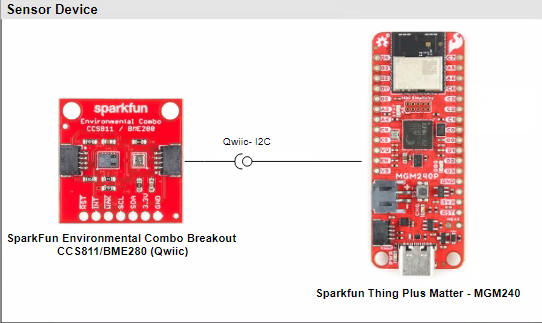 Sensor Device
sparkfun
Environmental Combo
CCS811 / BME280
RST INT WAK SCL SDA 3.3V GND
Qwiic- I2C
MGM240P
SparkFun Environmental Combo Breakout
CCS811/BME280 (Qwiic)
Sparkfun Thing Plus Matter - MGM240